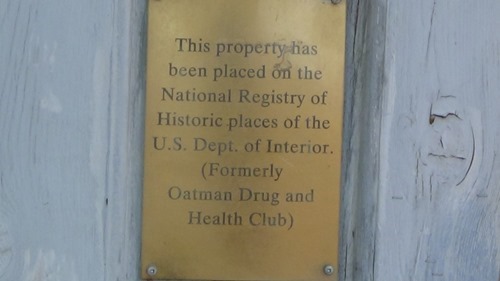 This property has
been placed on the
National Registry of
Historic places of the
U.S. Dept. of Interior.
(Formerly
Oatman Drug and
Health Club)